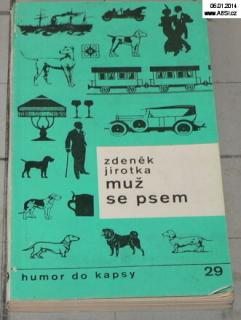 06.01.2014
www.ABSi.cz
zdeněk
jirotka
muž
se psem
humor do kapsy 29